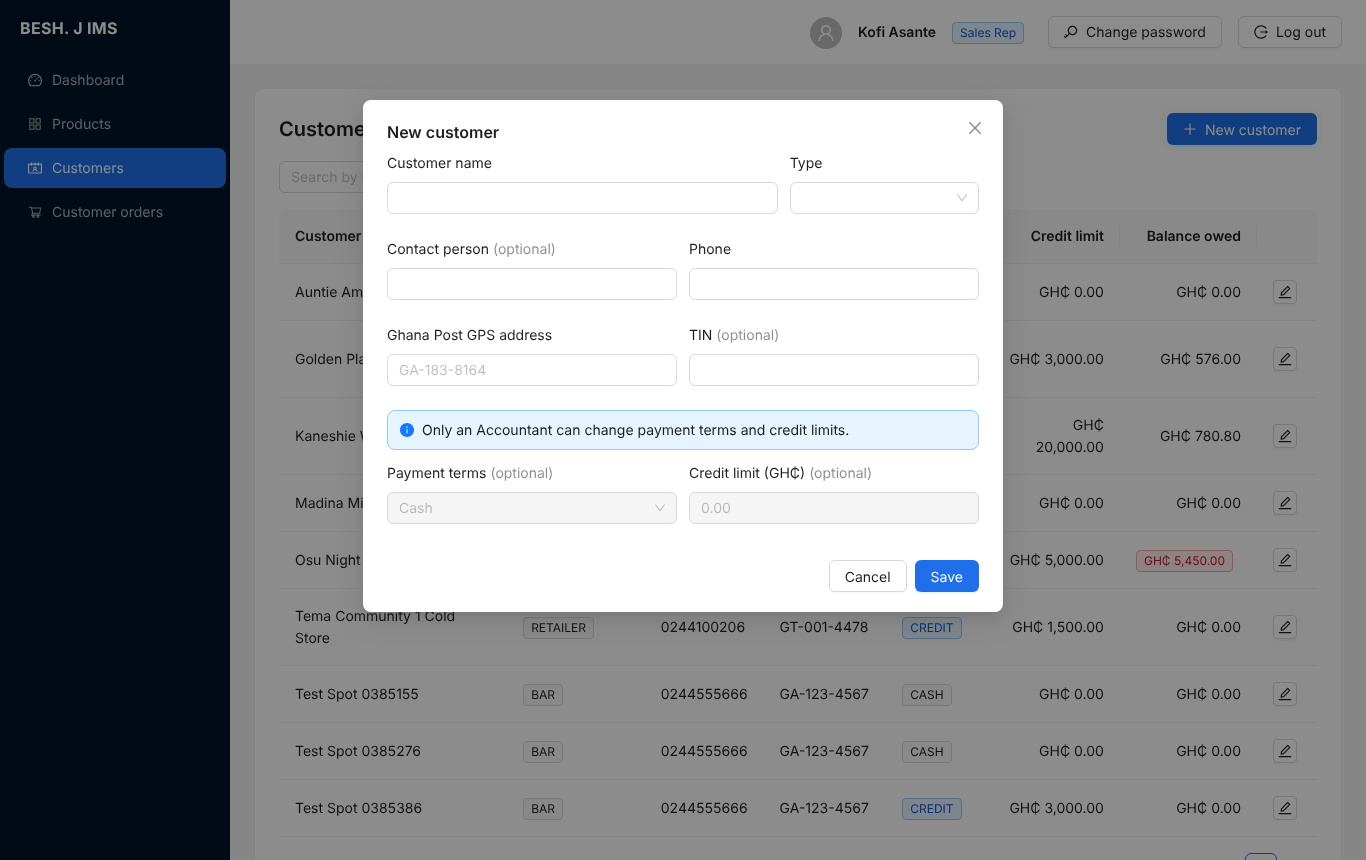 BESH. J IMS
Dashboard
Products
Customers
Customer orders
Kofi Asante
Sales Rep
Change password
Log out
New customer
Search by
Customer
Credit limit
Balance owed
Auntie Am
GH₵ 0.00
GH₵ 0.00
Golden Pla
GH₵ 3,000.00
GH₵ 576.00
Kaneshie
GH₵
20,000.00
GH₵ 780.80
Madina Mi
GH₵ 0.00
GH₵ 0.00
Osu Night
GH₵ 5,000.00
GH₵ 5,450.00
Tema Community 1 Cold
Store
RETAILER
0244100206
GT-001-4478
CREDIT
GH₵ 1,500.00
GH₵ 0.00
Test Spot 0385155
BAR
0244555666
GA-123-4567
CASH
GH₵ 0.00
GH₵ 0.00
Test Spot 0385276
BAR
0244555666
GA-123-4567
CASH
GH₵ 0.00
GH₵ 0.00
Test Spot 0385386
BAR
0244555666
GA-123-4567
CREDIT
GH₵ 3,000.00
GH₵ 0.00
New customer
Customer name
Type
Contact person (optional)
Phone
Ghana Post GPS address
GA-183-8164
TIN (optional)
Only an Accountant can change payment terms and credit limits.
Payment terms (optional)
Cash
Credit limit (GH₵) (optional)
0.00
Cancel
Save